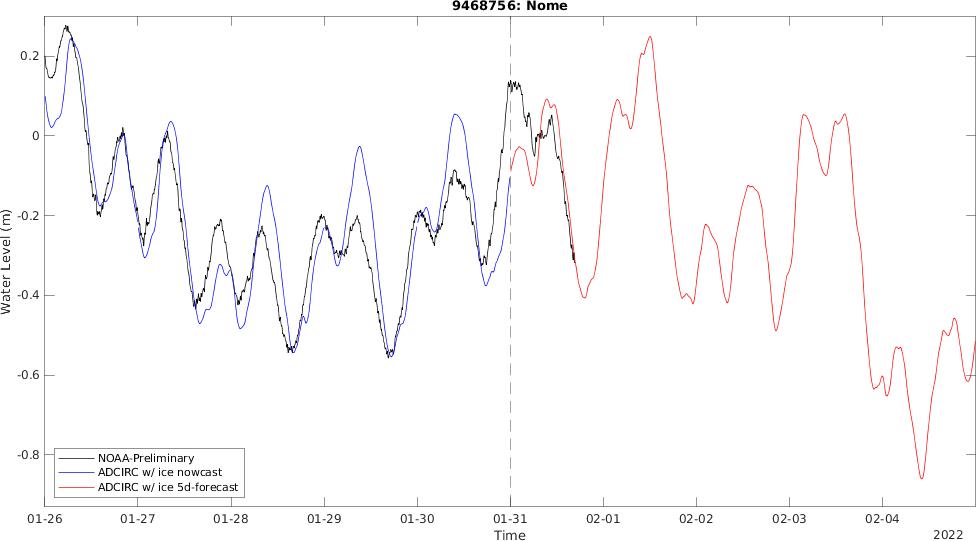 9468756: Nome
0.2
0
-0.2
-0.4
-0.6
-0.8
Water Level (m)
NOAA-Preliminary
ADCIRC w/ ice nowcast
ADCIRC w/ ice 5d-forecast
01-26 01-27 01-28 01-29 01-30 01-31 02-01 02-02 02-03 02-04
Time
2022